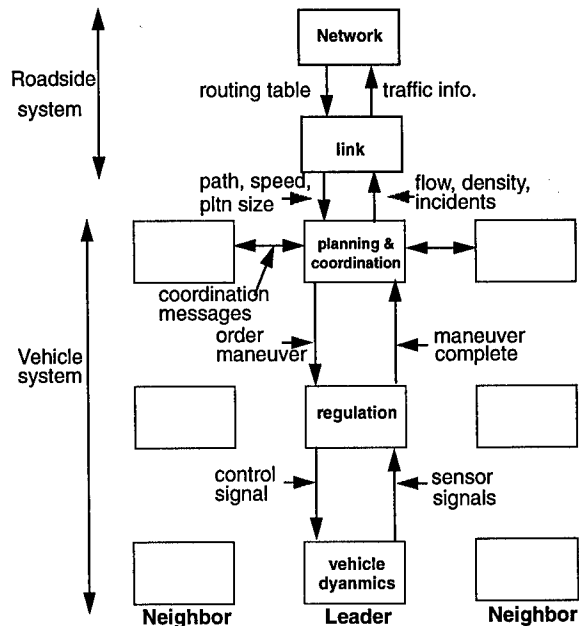 Network
Roadside
system
routing table
traffic info.
link
path, speed,
pltn size
flow, density,
incidents
planning &
coordination
coordination
messages
order
maneuver
maneuver
complete
Vehicle
system
regulation
control
signal
sensor
signals
vehicle
dyanmics
Neighbor
Leader
Neighbor